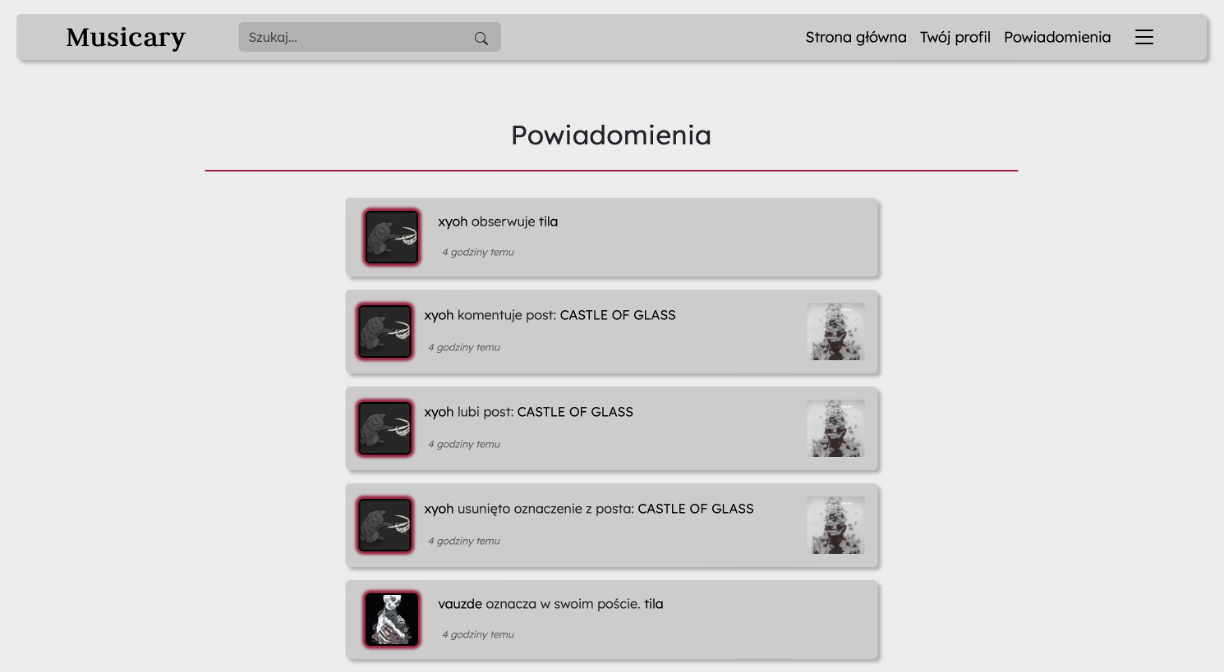 Musicary
Szukaj...
Strona główna Twój profil Powiadomienia
Powiadomienia
xyoh obserwuje tila
4 godziny temu
xyoh komentuje post: CASTLE OF GLASS
4 godziny temu
xyoh lubi post: CASTLE OF GLASS
4 godziny temu
xyoh usunięto oznaczenie z posta: CASTLE OF GLASS
4 godziny temu
vauzde oznacza w swoim poście. tila
4 godziny temu